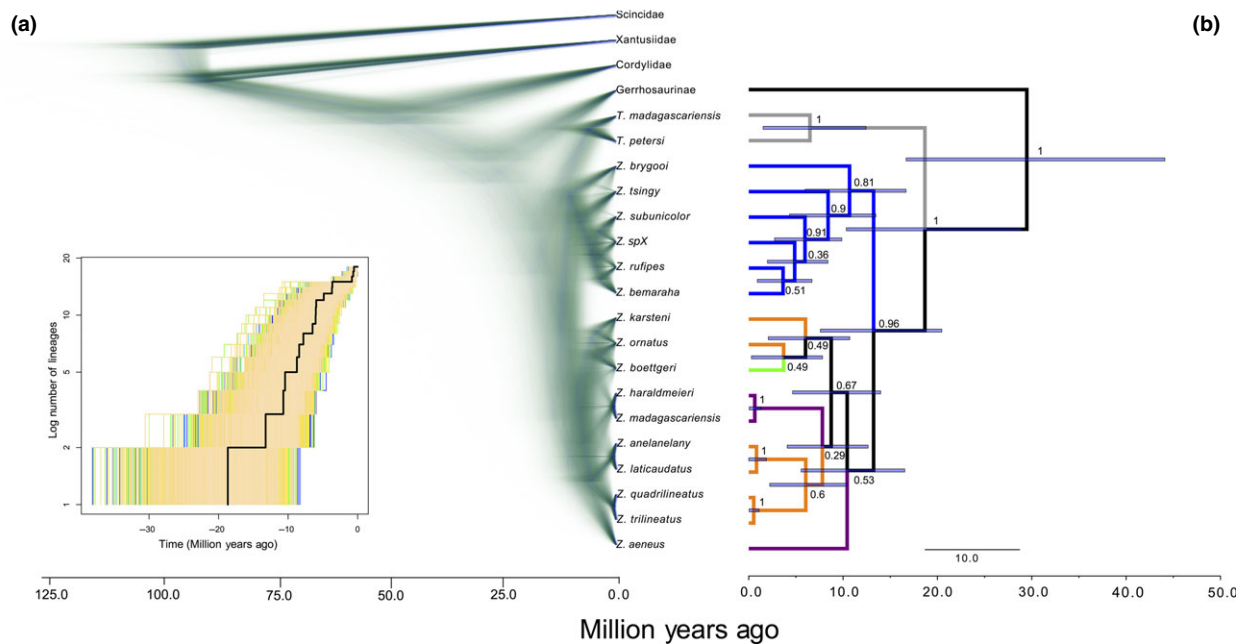 (a)
Scincidae
Xantusiidae
Cordylidae
Gerrhosaurinae
T. madagascariensis
T. petersi
Z. brygooi
Z. tsingy
Z. subunicolor
Z. spX
Z. rufipes
Z. bemaraha
Z. karsteni
Z. ornatus
Z. boettgeri
Z. haraldmeieri
Z. madagascariensis
Z. anelanelany
Z. laticaudatus
Z. quadrilineatus
Z. trilineatus
Z. aeneus
Log number of lineages
20
10
5
2
1
−30
−20
−10
0
Time (Million years ago)
125.0
100.0
75.0
50.0
25.0
0.0
(b)
1
1
0.81
0.9
0.91
1
0.36
0.51
0.96
0.49
0.49
0.67
1
0.29
1
0.53
0.6
1
10.0
0.0
10.0
20.0
30.0
40.0
50.0
Million years ago